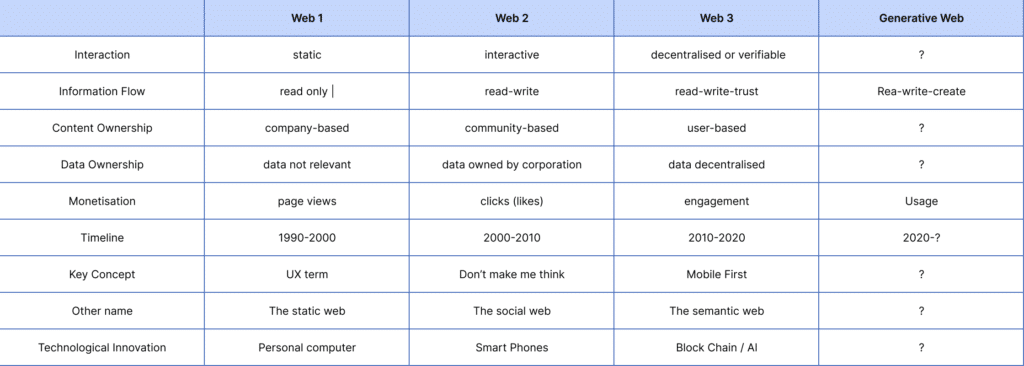 Web 1 Web 2 Web 3 Generative Web
Interaction static interactive decentralised or verifiable ?
Information Flow read only | read-write read-write-trust Rea-write-create
Content Ownership company-based community-based user-based ?
Data Ownership data not relevant data owned by corporation data decentralised ?
Monetisation page views clicks (likes) engagement Usage
Timeline 1990-2000 2000-2010 2010-2020 2020-?
Key Concept UX term Don’t make me think Mobile First ?
Other name The static web The social web The semantic web ?
Technological Innovation Personal computer Smart Phones Block Chain / AI ?